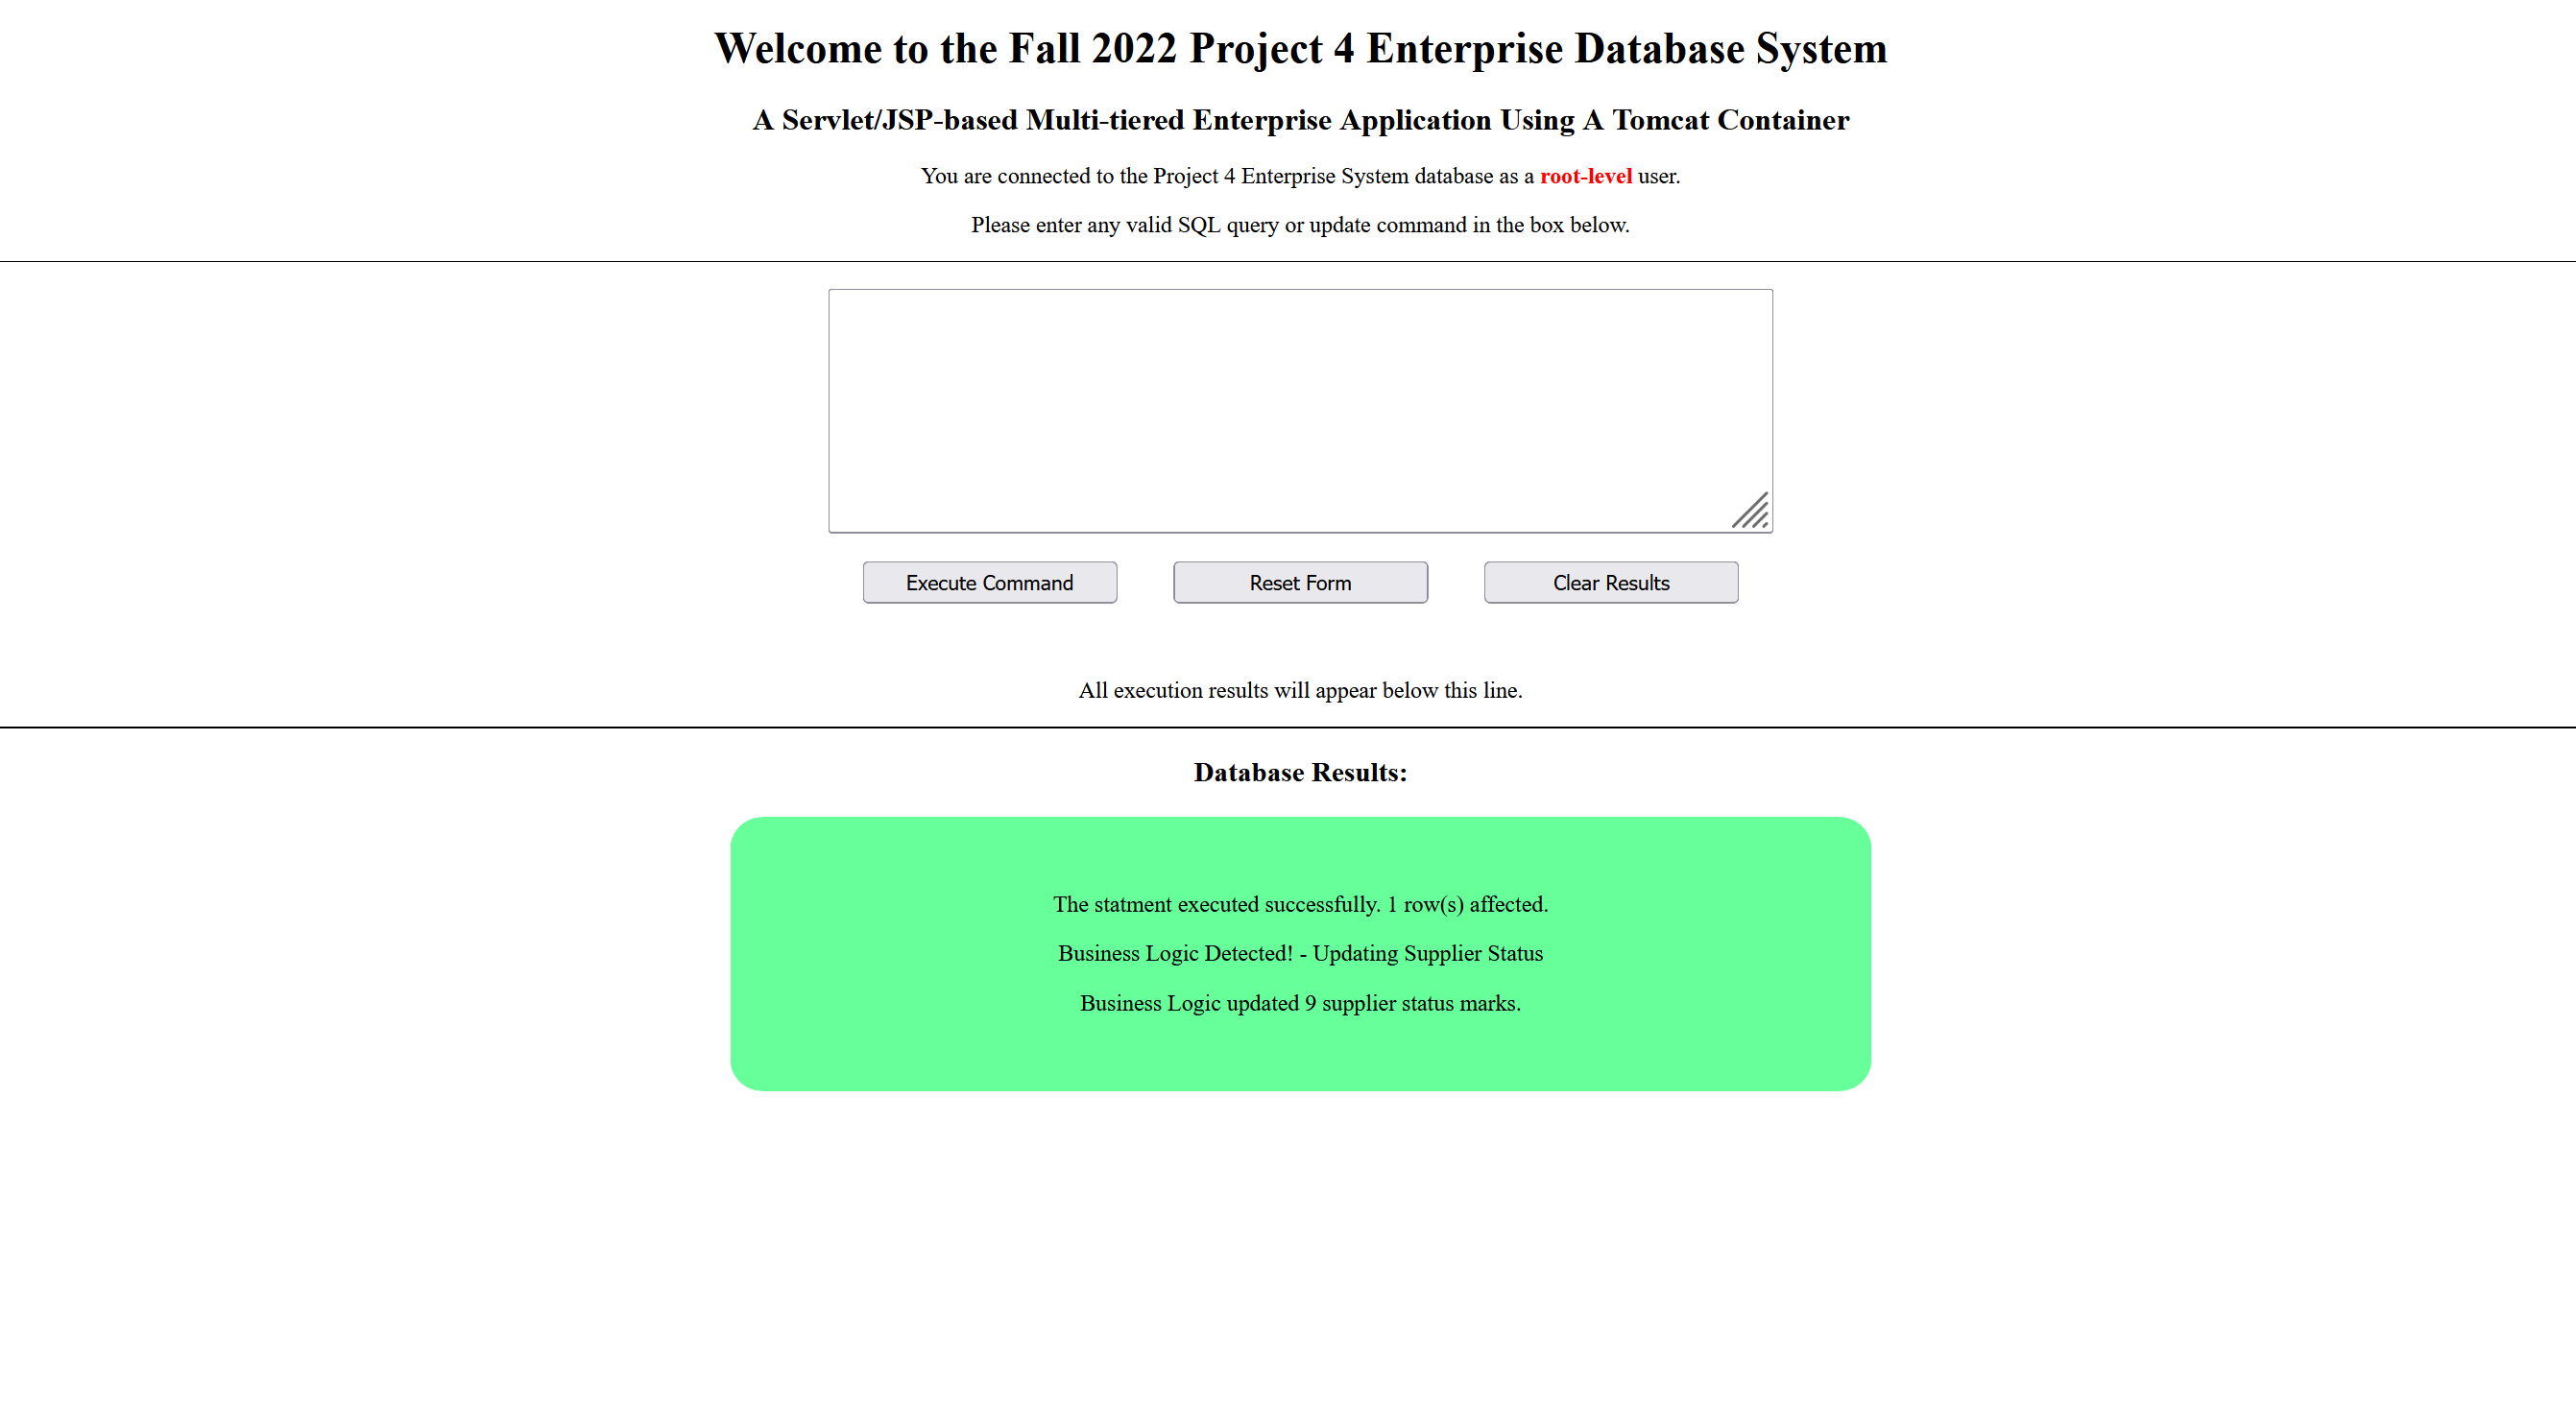 Welcome to the Fall 2022 Project 4 Enterprise Database System
A Servlet/JSP-based Multi-tiered Enterprise Application Using A Tomcat Container
You are connected to the Project 4 Enterprise System database as a root-level user.
Please enter any valid SQL query or update command in the box below.
Execute Command
Reset Form
Clear Results
All execution results will appear below this line.
Database Results:
The statment executed successfully. 1 row(s) affected.
Business Logic Detected! - Updating Supplier Status
Business Logic updated 9 supplier status marks.